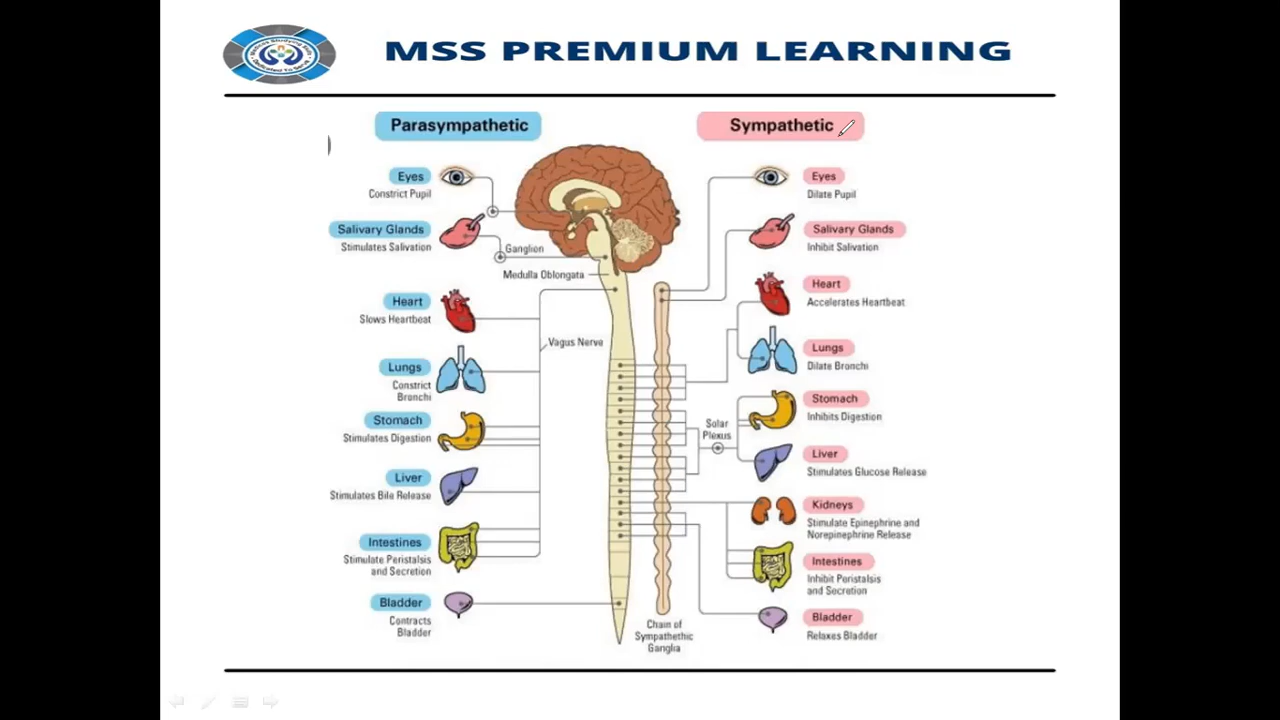 MSS PREMIUM LEARNING
Parasympathetic
Eyes
Constrict Pupil
Salivary Glands
Stimulates Salivation
Heart
Slows Heartbeat
Lungs
Constrict
Bronchi
Stomach
Stimulates Digestion
Liver
Stimulates Bile Release
Intestines
Stimulate Peristalsis
and Secretion
Bladder
Contracts
Bladder
Ganglion
Medulla Oblongata
Vagus Nerve
Solar
Plexus
Chain of
Sympathethic
Ganglia
Sympathetic
Eyes
Dilate Pupil
Salivary Glands
Inhibit Salivation
Heart
Accelerates Heartbeat
Lungs
Dilate Bronchi
Stomach
Inhibits Digestion
Liver
Stimulates Glucose Release
Kidneys
Stimulate Epinephrine and
Norepinephrine Release
Intestines
Inhibit Peristalsis
and Secretion
Bladder
Relaxes Bladder